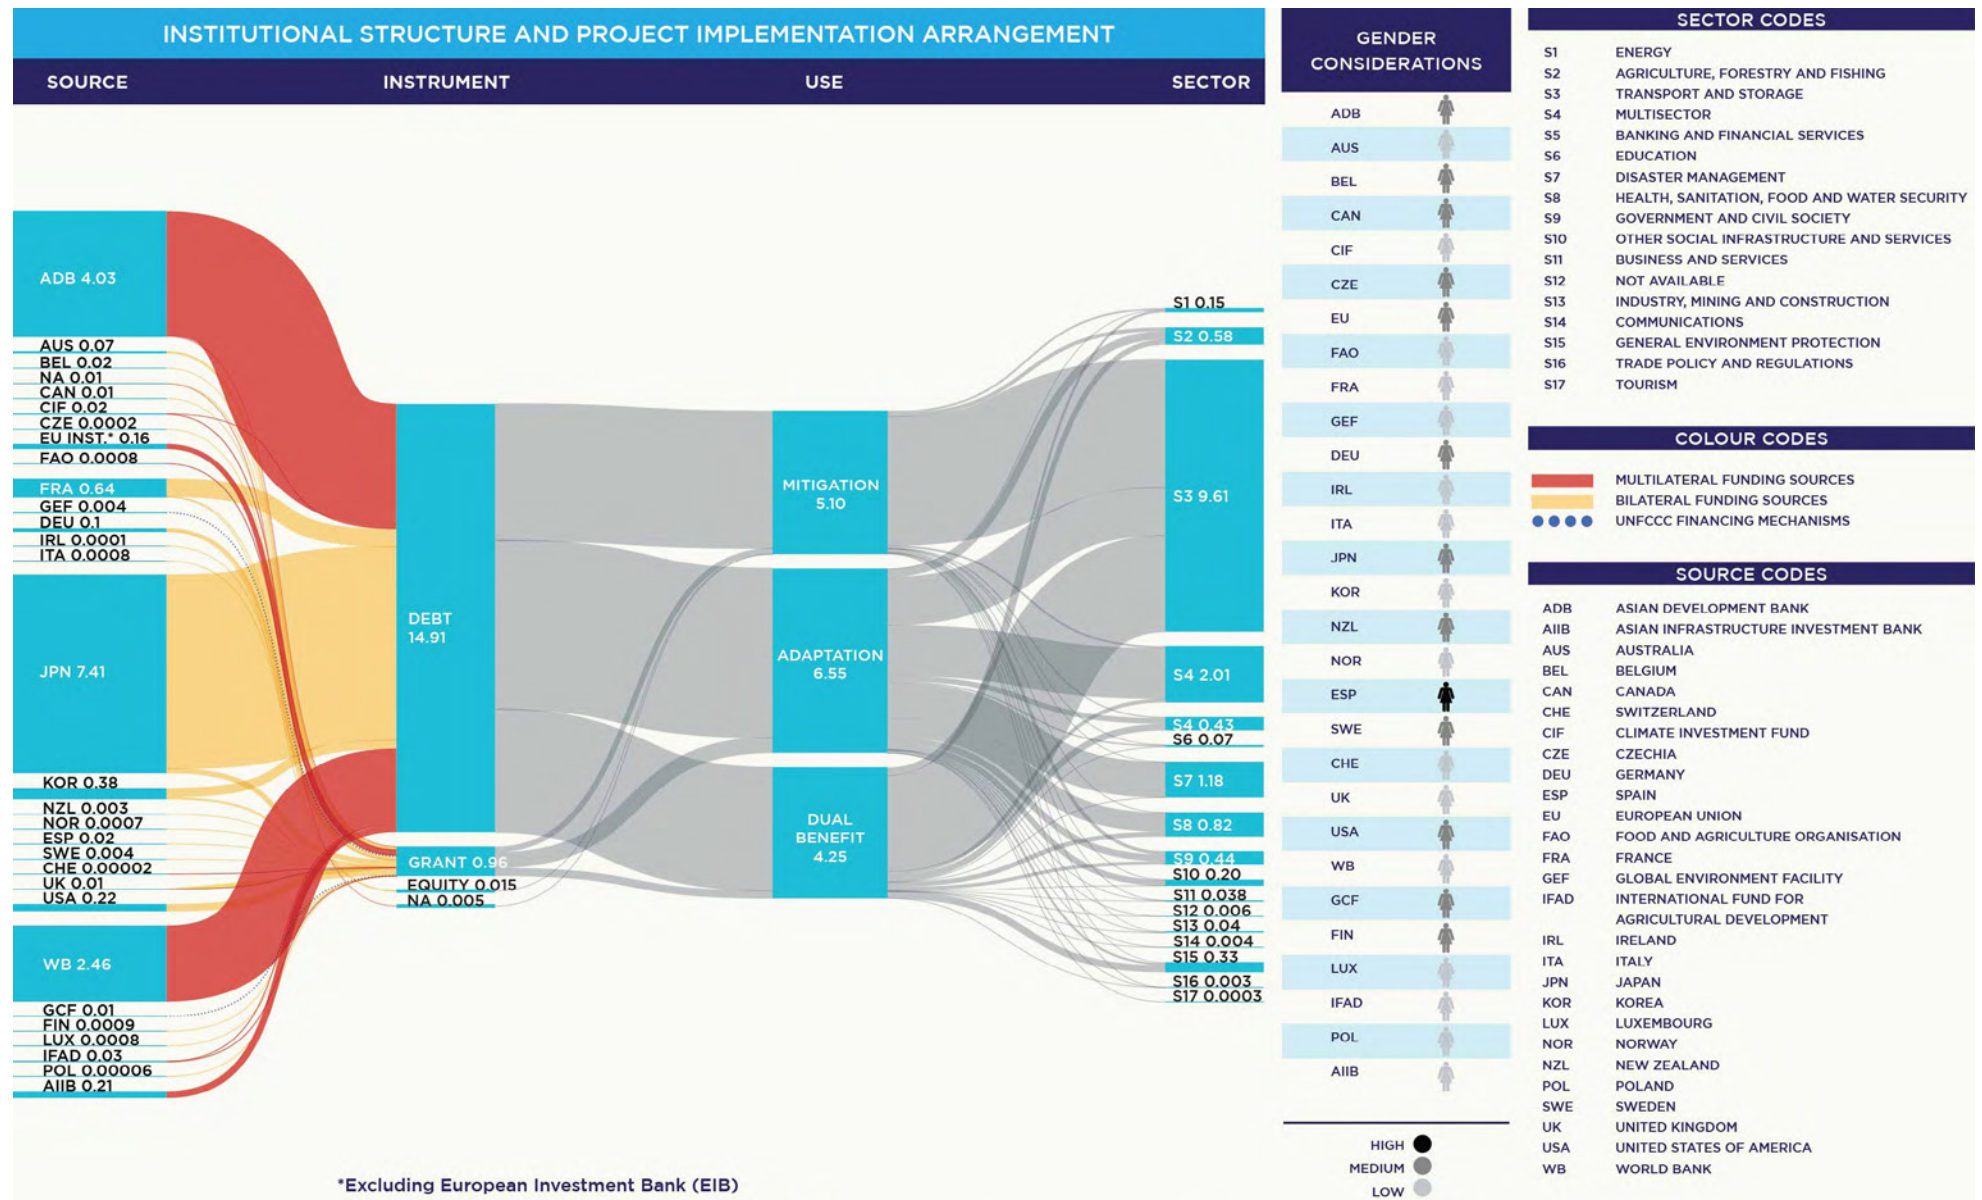 INSTITUTIONAL STRUCTURE AND PROJECT IMPLEMENTATION ARRANGEMENT
SOURCE
INSTRUMENT
USE
SECTOR
ADB 4.03
AUS 0.07
BEL 0.02
NA 0.01
CAN 0.01
CIF 0.02
CZE 0.0002
EU INST.* 0.16
FAO 0.0008
FRA 0.64
GEF 0.004
DEU 0.1
IRL 0.0001
ITA 0.0008
JPN 7.41
KOR 0.38
NZL 0.003
NOR 0.0007
ESP 0.02
SWE 0.004
CHE 0.00002
UK 0.01
USA 0.22
WB 2.46
GCF 0.01
FIN 0.0009
LUX 0.0008
IFAD 0.03
POL 0.00006
AIIB 0.21
DEBT
14.91
GRANT 0.96
EQUITY 0.015
NA 0.005
MITIGATION
5.10
ADAPTATION
6.55
DUAL
BENEFIT
4.25
S1 0.15
S2 0.58
S3 9.61
S4 2.01
S4 0.43
S6 0.07
S7 1.18
S8 0.82
S9 0.44
S10 0.20
S11 0.038
S12 0.006
S13 0.04
S14 0.004
S15 0.33
S16 0.003
S17 0.0003
*Excluding European Investment Bank (EIB)
GENDER
CONSIDERATIONS
ADB
AUS
BEL
CAN
CIF
CZE
EU
FAO
FRA
GEF
DEU
IRL
ITA
JPN
KOR
NZL
NOR
ESP
SWE
CHE
UK
USA
WB
GCF
FIN
LUX
IFAD
POL
AIIB
HIGH
MEDIUM
LOW
SECTOR CODES
S1 ENERGY
S2 AGRICULTURE, FORESTRY AND FISHING
S3 TRANSPORT AND STORAGE
S4 MULTISECTOR
S5 BANKING AND FINANCIAL SERVICES
S6 EDUCATION
S7 DISASTER MANAGEMENT
S8 HEALTH, SANITATION, FOOD AND WATER SECURITY
S9 GOVERNMENT AND CIVIL SOCIETY
S10 OTHER SOCIAL INFRASTRUCTURE AND SERVICES
S11 BUSINESS AND SERVICES
S12 NOT AVAILABLE
S13 INDUSTRY, MINING AND CONSTRUCTION
S14 COMMUNICATIONS
S15 GENERAL ENVIRONMENT PROTECTION
S16 TRADE POLICY AND REGULATIONS
S17 TOURISM
COLOUR CODES
MULTILATERAL FUNDING SOURCES
BILATERAL FUNDING SOURCES
UNFCCC FINANCING MECHANISMS
SOURCE CODES
ADB ASIAN DEVELOPMENT BANK
AIIB ASIAN INFRASTRUCTURE INVESTMENT BANK
AUS AUSTRALIA
BEL BELGIUM
CAN CANADA
CHE SWITZERLAND
CIF CLIMATE INVESTMENT FUND
CZE CZECHIA
DEU GERMANY
ESP SPAIN
EU EUROPEAN UNION
FAO FOOD AND AGRICULTURE ORGANISATION
FRA FRANCE
GEF GLOBAL ENVIRONMENT FACILITY
IFAD INTERNATIONAL FUND FOR
AGRICULTURAL DEVELOPMENT
IRL IRELAND
ITA ITALY
JPN JAPAN
KOR KOREA
LUX LUXEMBOURG
NOR NORWAY
NZL NEW ZEALAND
POL POLAND
SWE SWEDEN
UK UNITED KINGDOM
USA UNITED STATES OF AMERICA
WB WORLD BANK